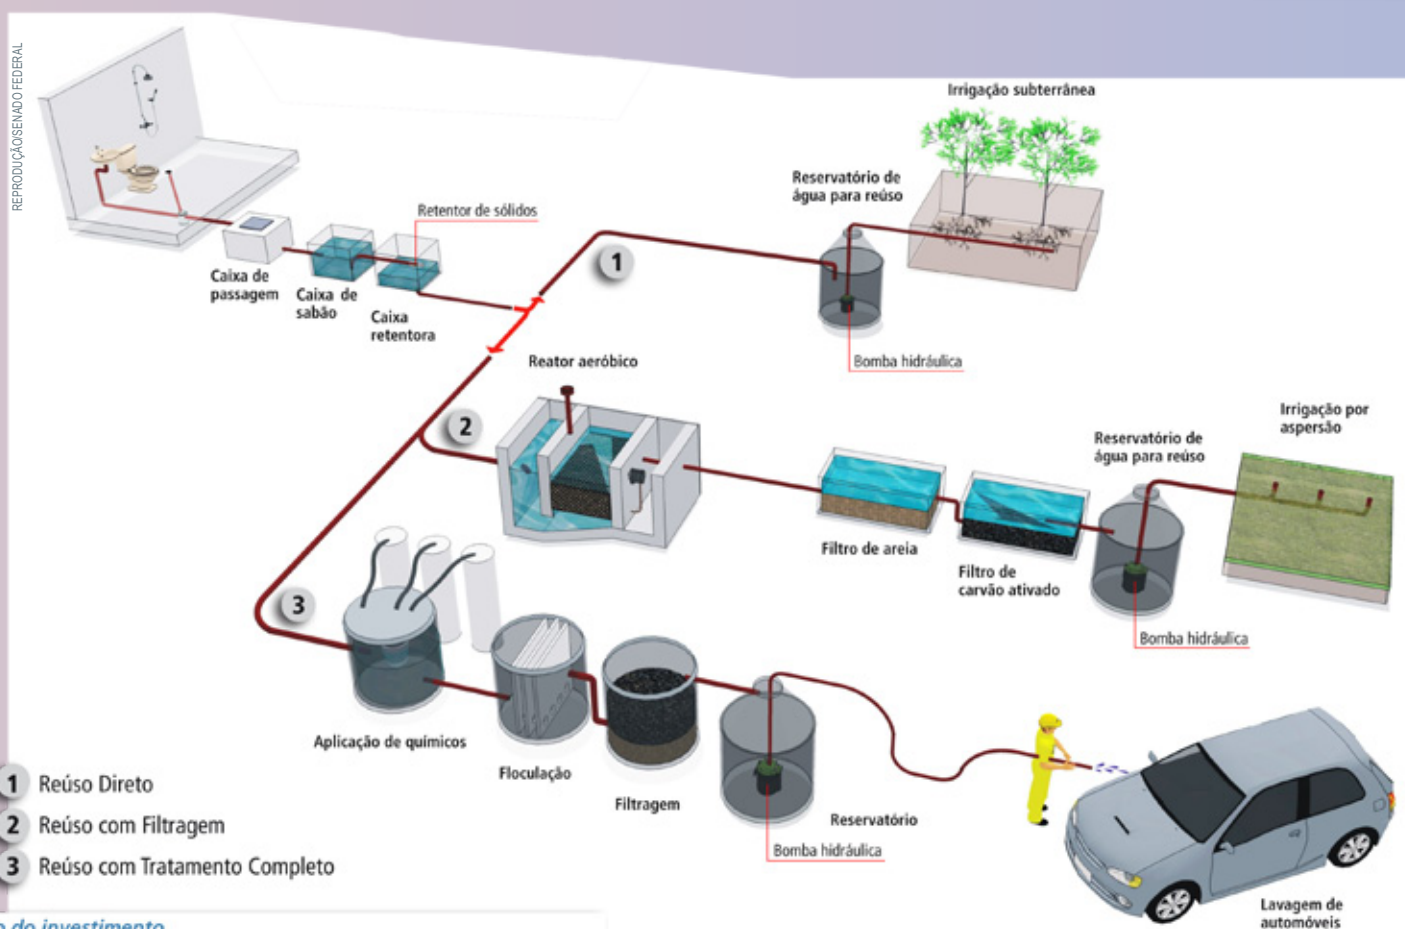 REPRODUÇÃO/SENADO FEDERAL
Irrigação subterrânea
Reservatório de
água para reúso
Retentor de sólidos
1
Caixa de
passagem
Caixa de
sabão
Caixa
retentora
Bomba hidráulica
Reator aeróbico
2
Irrigação por
aspersão
Reservatório de
água para reúso
Filtro de areia
Filtro de
carvão ativado
Bomba hidráulica
3
Aplicação de químicos
Floculação
Filtragem
Reservatório
Bomba hidráulica
Lavagem de
automóveis
1 Reúso Direto
2 Reúso com Filtragem
3 Reúso com Tratamento Completo
do investimento